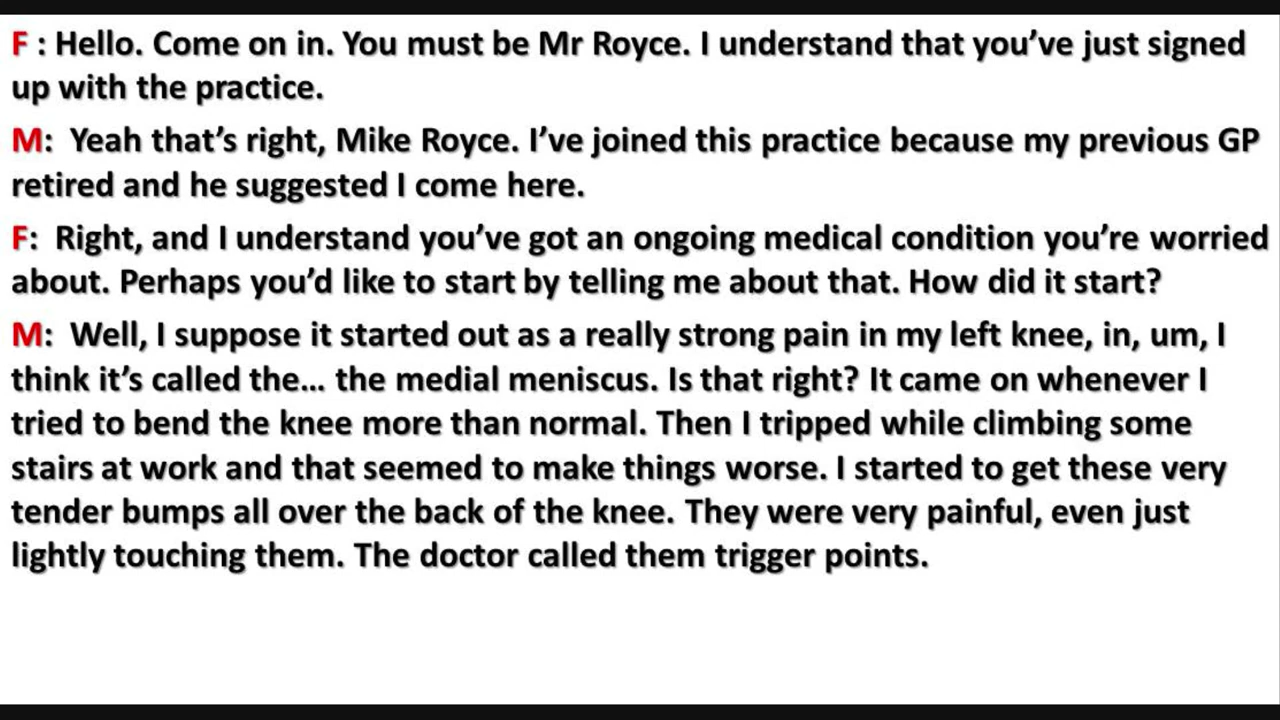 F : Hello. Come on in. You must be Mr Royce. I understand that you’ve just signed
up with the practice.
M:  Yeah that’s right, Mike Royce. I’ve joined this practice because my previous GP
retired and he suggested I come here.
F:  Right, and I understand you’ve got an ongoing medical condition you’re worried
about. Perhaps you’d like to start by telling me about that. How did it start?
M:  Well, I suppose it started out as a really strong pain in my left knee, in, um, I
think it’s called the… the medial meniscus. Is that right? It came on whenever I
tried to bend the knee more than normal. Then I tripped while climbing some
stairs at work and that seemed to make things worse. I started to get these very
tender bumps all over the back of the knee. They were very painful, even just
lightly touching them. The doctor called them trigger points.